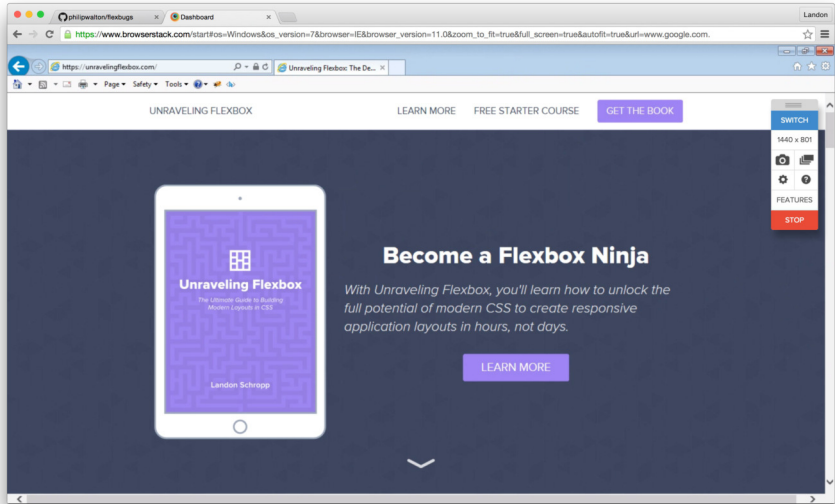 philipwalton/flexbugs
Dashboard
Landon
https://www.browserstack.com/start#os=Windows&os_version=7&browser=IE&browser_version=11.0&zoom_to_fit=true&full_screen=true&autofit=true&url=www.google.com.
https://unravelingflexbox.com/
Unraveling Flexbox: The De...
Page
Safety
Tools
UNRAVELING FLEXBOX
LEARN MORE
FREE STARTER COURSE
GET THE BOOK
SWITCH
1440 x 801
FEATURES
STOP
Unraveling Flexbox
The Ultimate Guide to Building
Modern Layouts in CSS
Landon Schropp
Become a Flexbox Ninja
With Unraveling Flexbox, you'll learn how to unlock the
full potential of modern CSS to create responsive
application layouts in hours, not days.
LEARN MORE